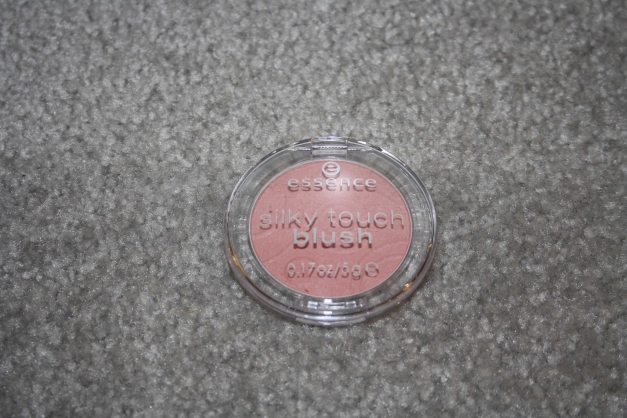 essence
silky touch
blush
0.17oz/5g ℮